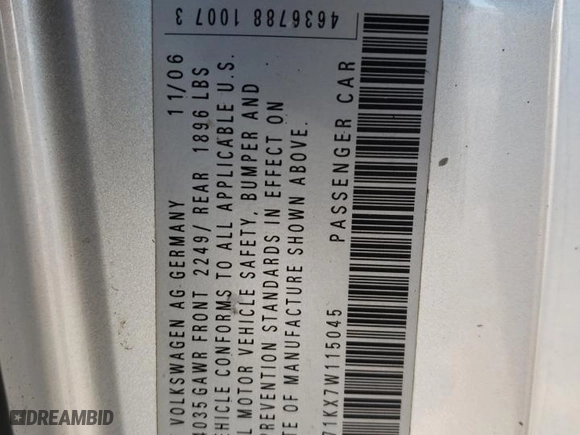 4636788 1007 3
VOLKSWAGEN AG GERMANY 11/06
4035 GAWR FRONT 2249/ REAR 1896 LBS
VEHICLE CONFORMS TO ALL APPLICABLE U.S.
MOTOR VEHICLE SAFETY, BUMPER AND
PREVENTION STANDARDS IN EFFECT ON
OF MANUFACTURE SHOWN ABOVE.
71KX7W115045 PASSENGER CAR
DREAMBID